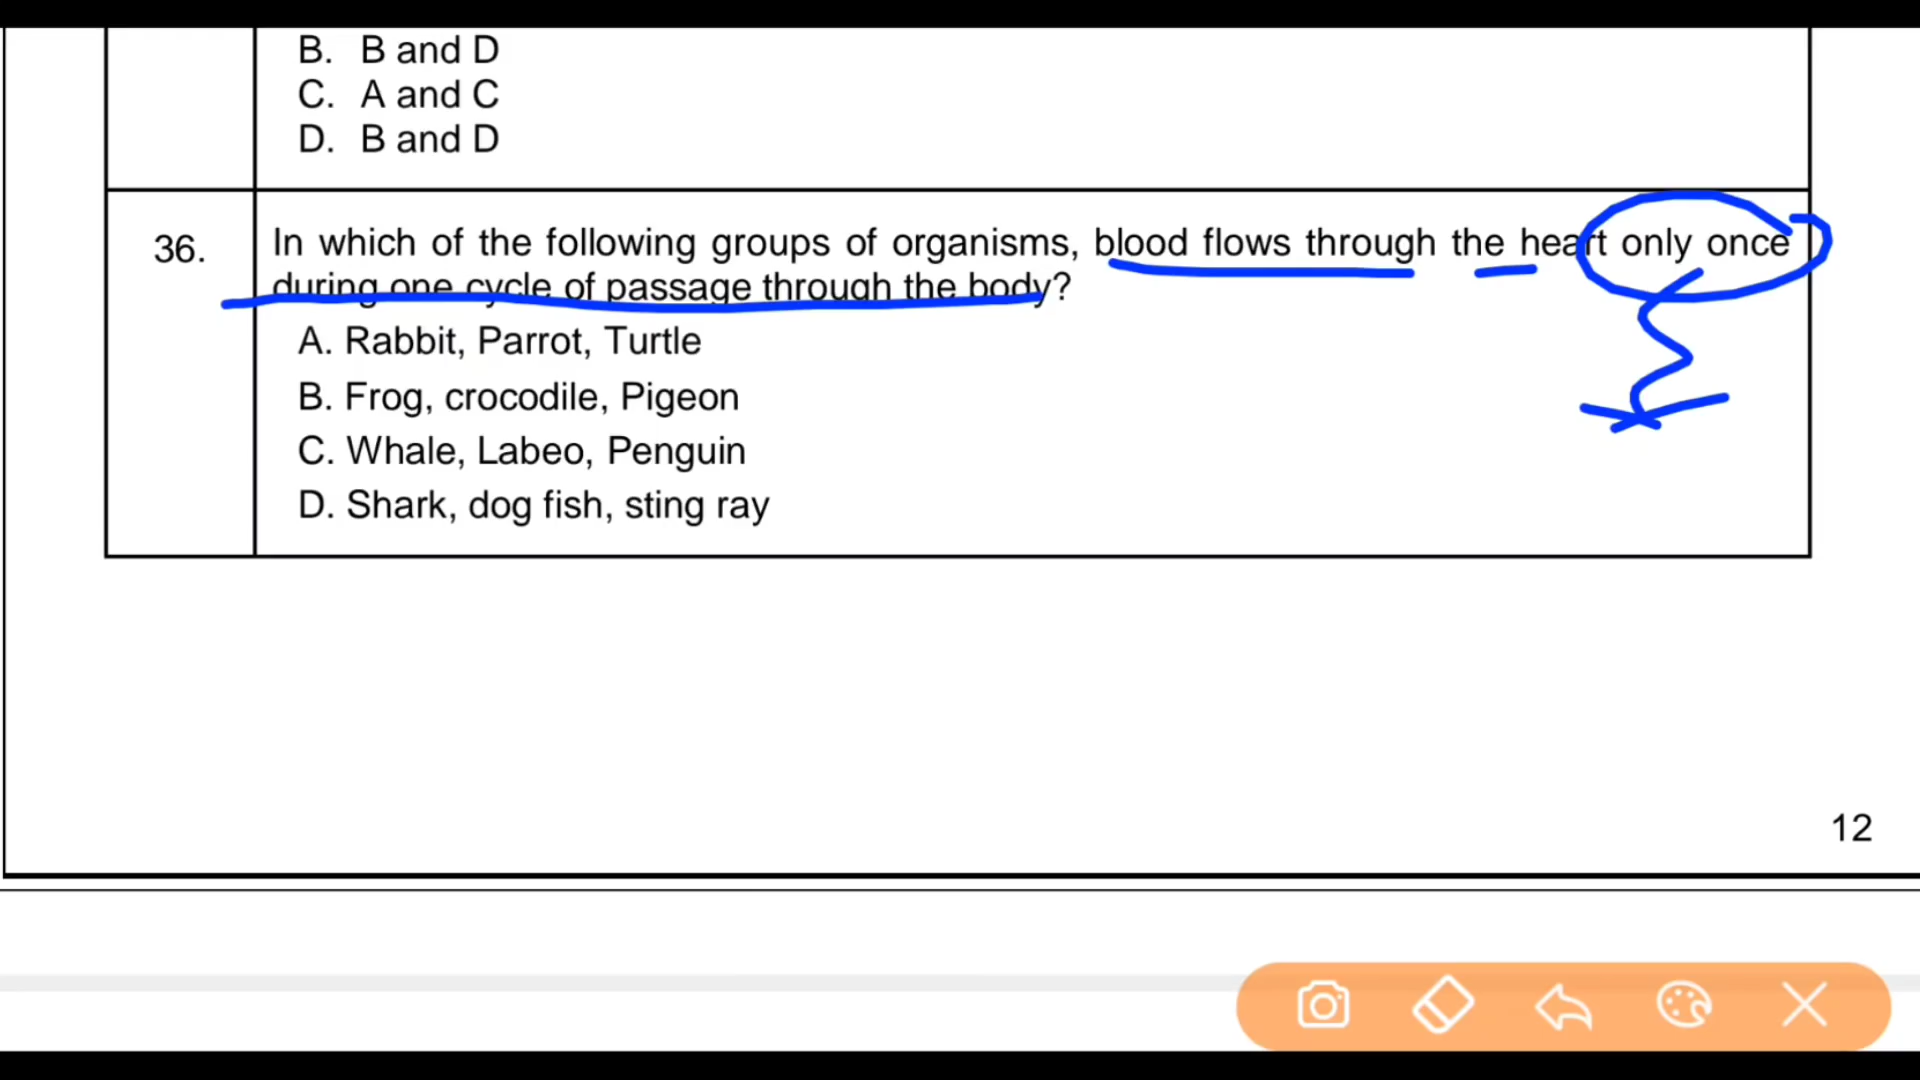 B. B and D
C. A and C
D. B and D
36.
In which of the following groups of organisms, blood flows through the heart only once
during one cycle of passage through the body?
A. Rabbit, Parrot, Turtle
B. Frog, crocodile, Pigeon
C. Whale, Labeo, Penguin
D. Shark, dog fish, sting ray
12